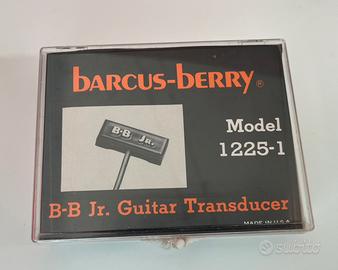 barcus-berry®
B-B Jr.
Model
1225-1
B-B Jr. Guitar Transducer
MADE IN U.S.A.
subito